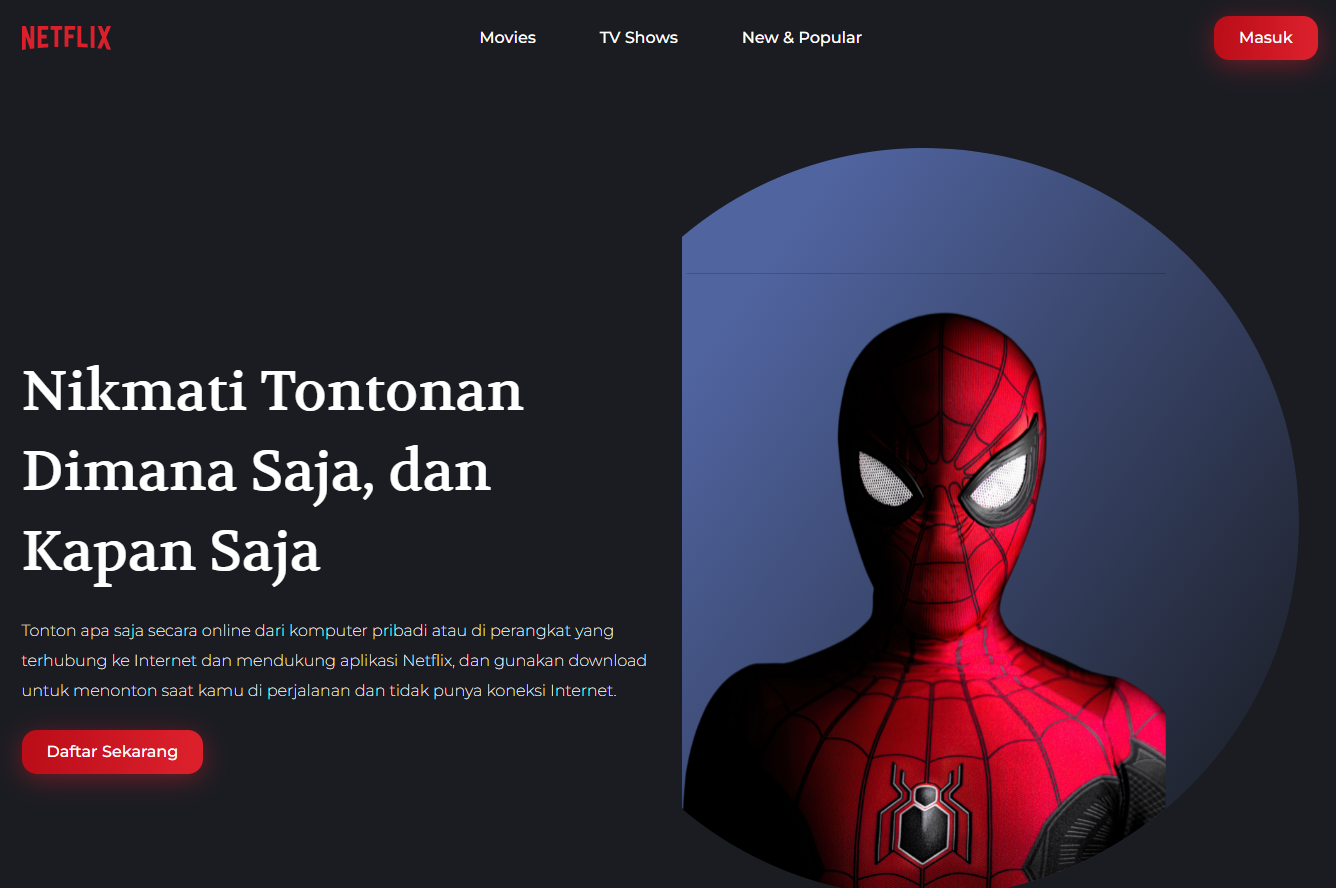 NETFLIX
Movies
TV Shows
New & Popular
Masuk
Nikmati Tontonan
Dimana Saja, dan
Kapan Saja
Tonton apa saja secara online dari komputer pribadi atau di perangkat yang
terhubung ke Internet dan mendukung aplikasi Netflix, dan gunakan download
untuk menonton saat kamu di perjalanan dan tidak punya koneksi Internet.
Daftar Sekarang